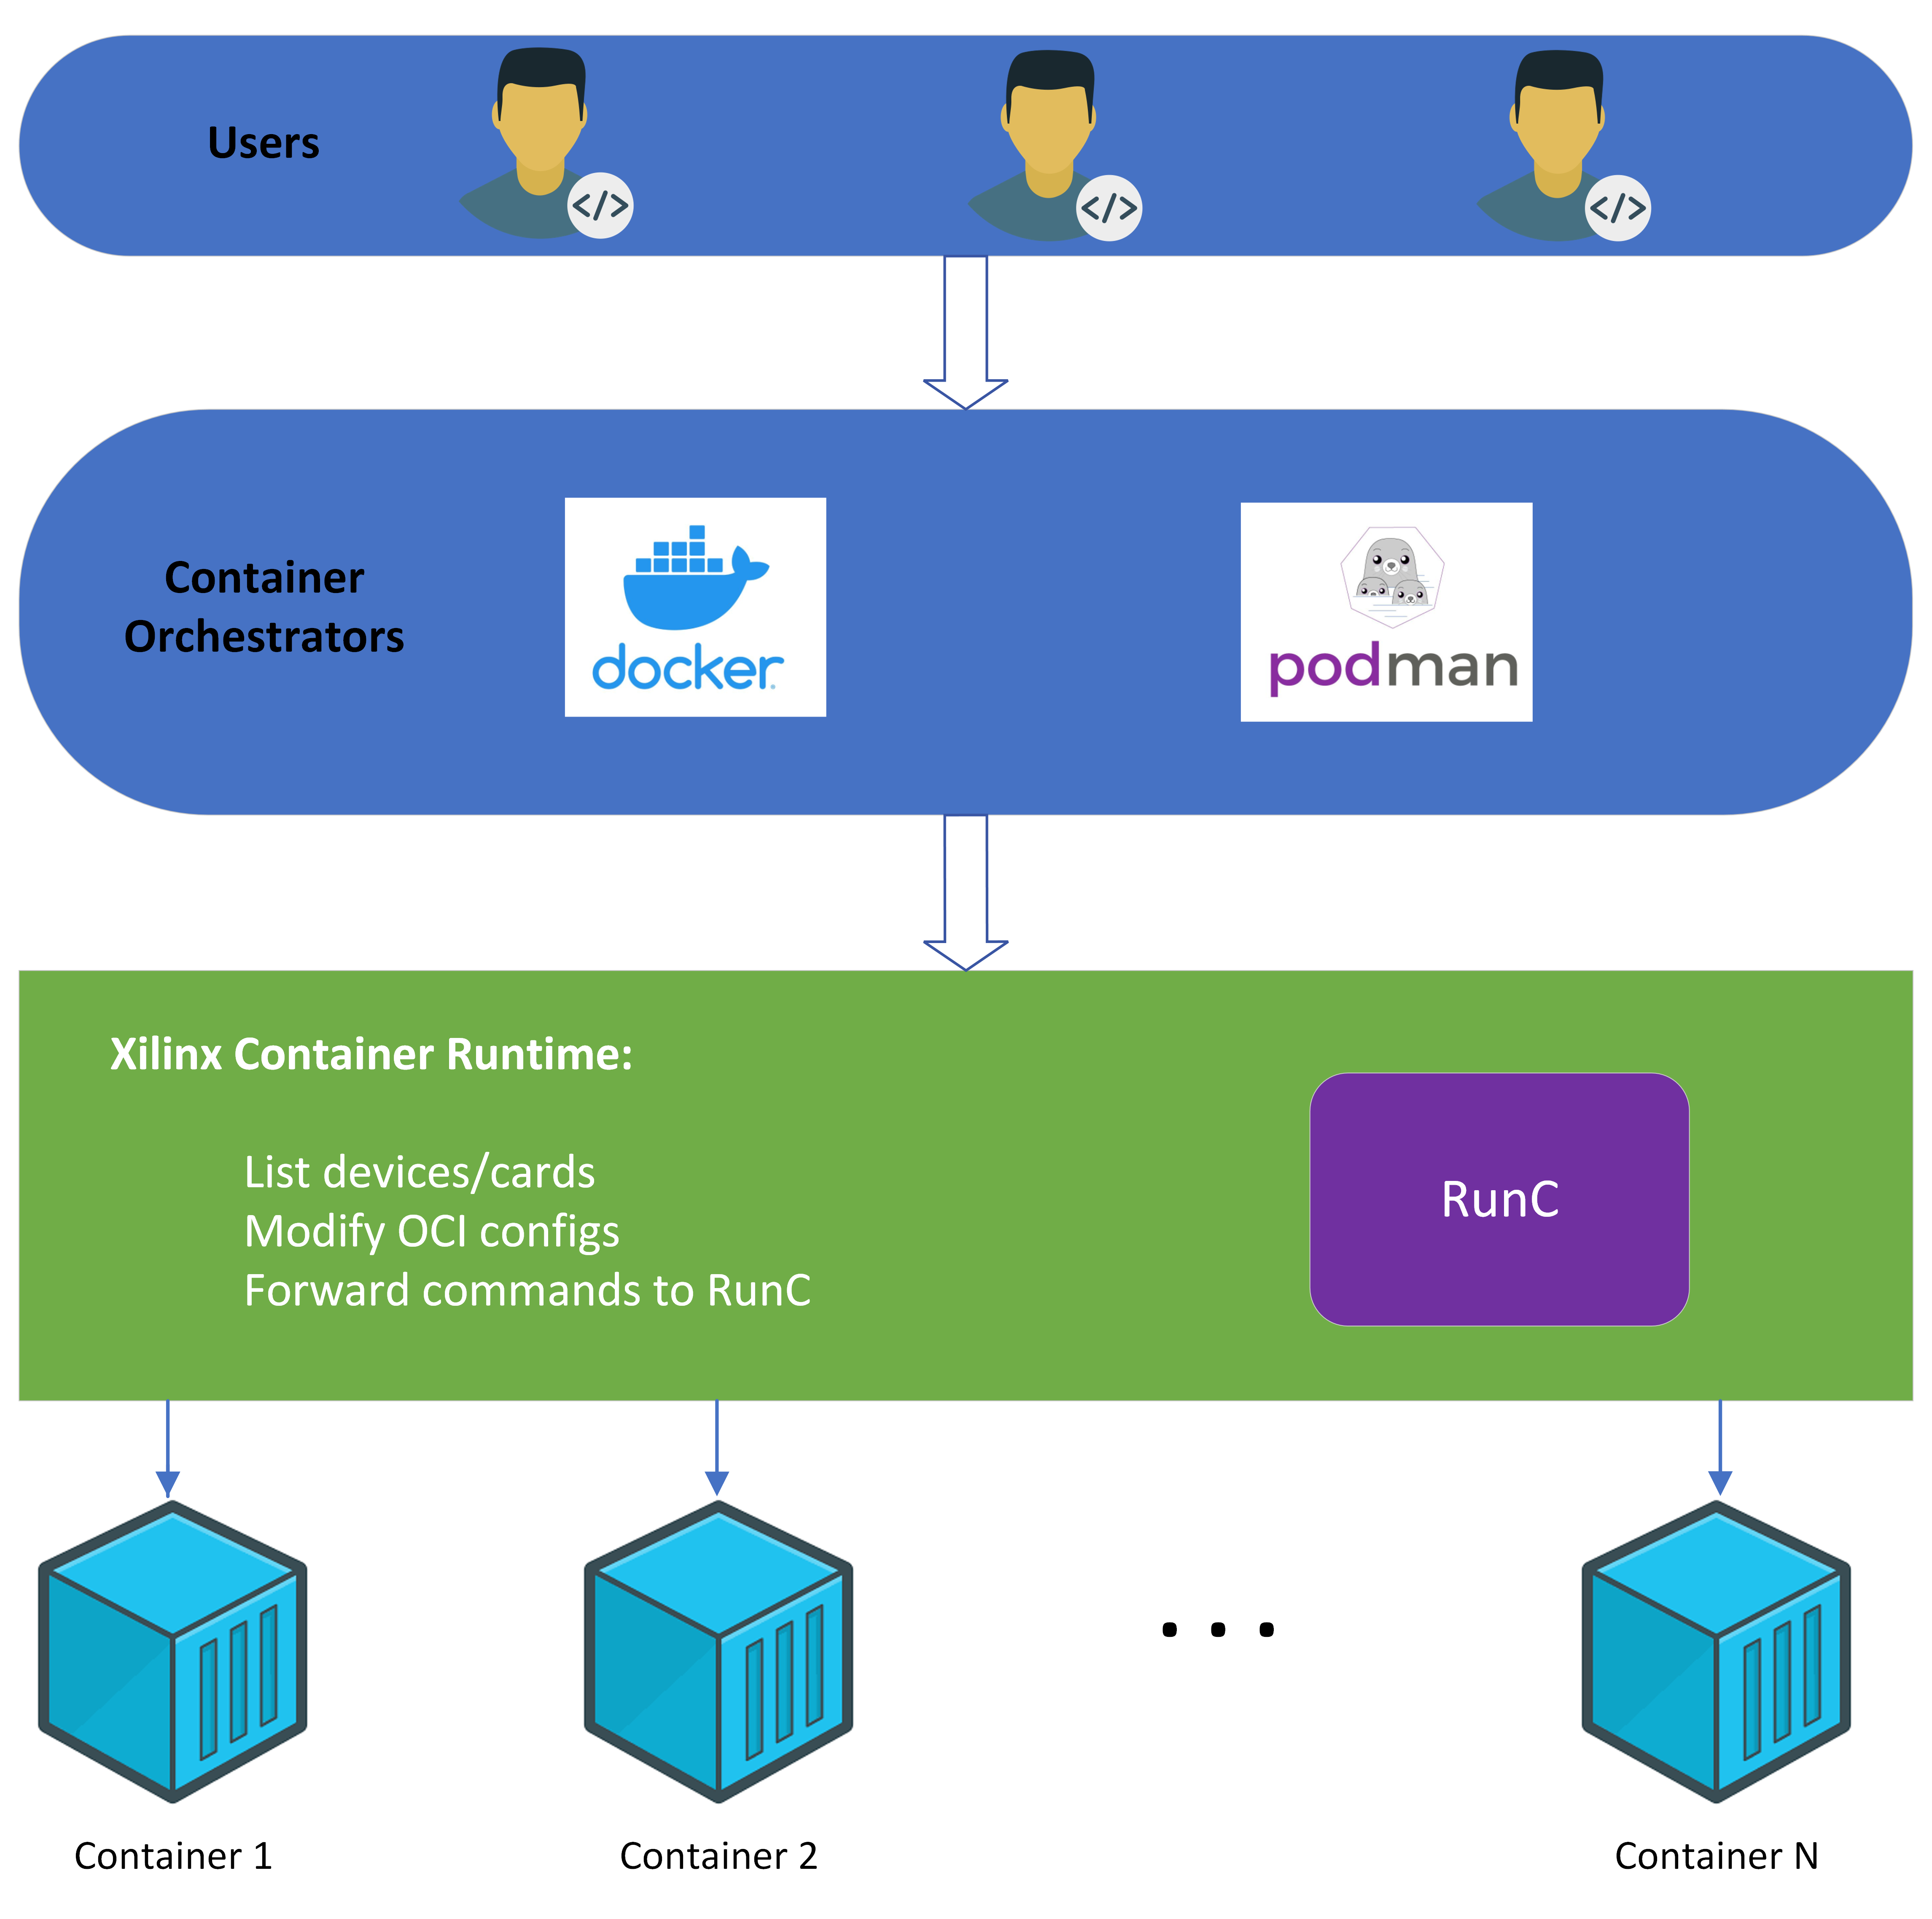 Users
</>
</>
</>
Container
Orchestrators
docker
podman
Xilinx Container Runtime:
List devices/cards
Modify OCI configs
Forward commands to RunC
RunC
Container 1
Container 2
. . .
Container N